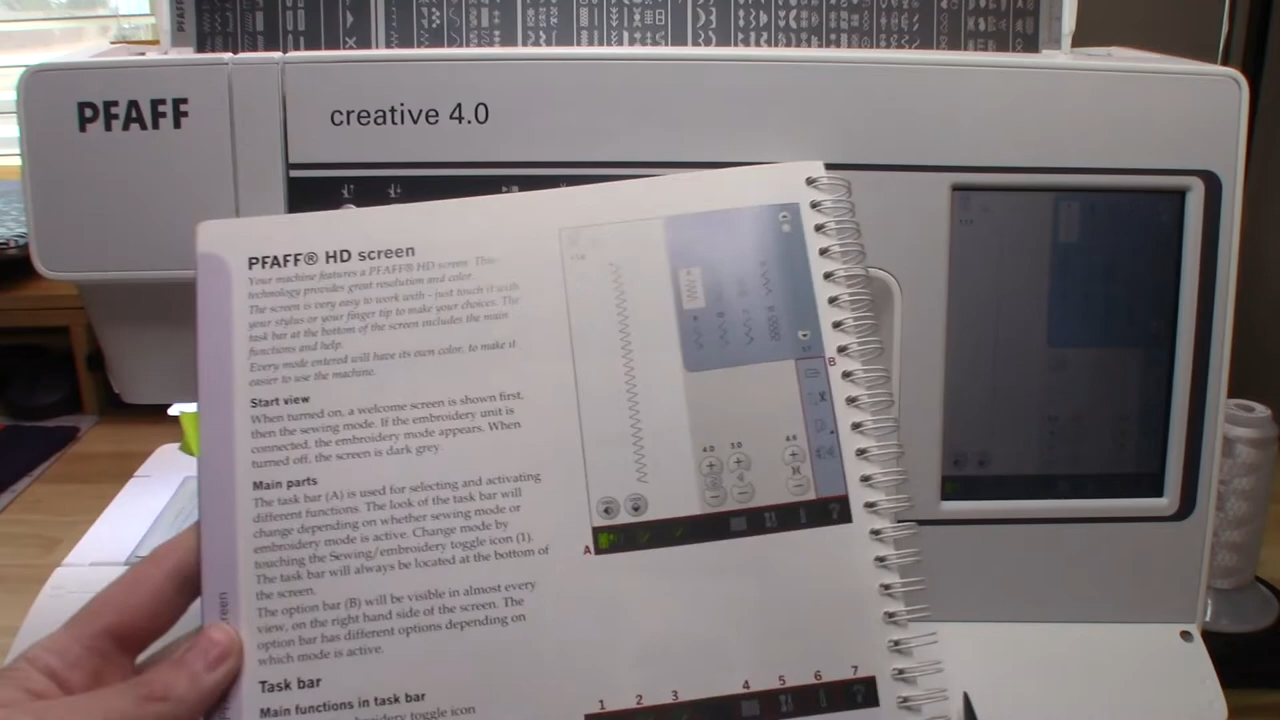 PFAFF
PFAFF
creative 4.0
PFAFF® HD screen
Your machine features a PFAFF® HD screen. This
technology provides great resolution and color.
The screen is very easy to work with - just touch it with
your stylus or your finger tip to make your choices. The
task bar at the bottom of the screen includes the main
functions and help.
Every mode entered will have its own color, to make it
easier to use the machine.
Start view
When turned on, a welcome screen is shown first,
then the sewing mode. If the embroidery unit is
connected, the embroidery mode appears. When
turned off, the screen is dark grey.
Main parts
The task bar (A) is used for selecting and activating
different functions. The look of the task bar will
change depending on whether sewing mode or
embroidery mode is active. Change mode by
touching the Sewing/embroidery toggle icon (1).
The task bar will always be located at the bottom of
the screen.
The option bar (B) will be visible in almost every
view, on the right hand side of the screen. The
option bar has different options depending on
which mode is active.
Task bar
Main functions in task bar
toggle icon
B
4.0 3.0 4.6
A
1 2 3 4 5 6 7